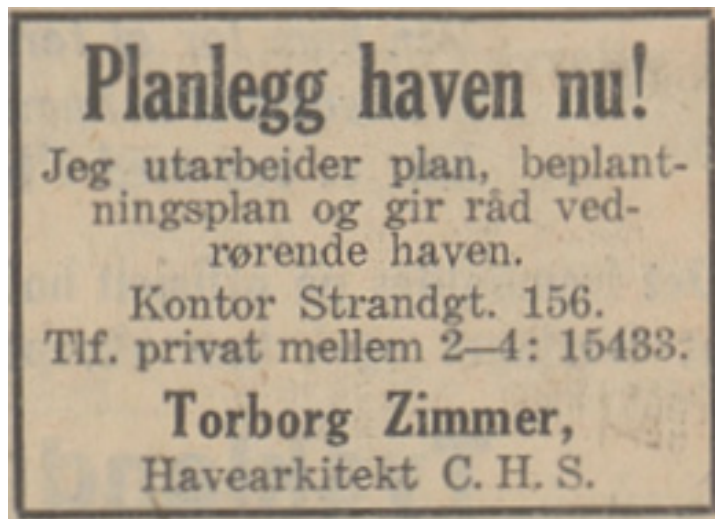 Planlegg haven nu!
Jeg utarbeider plan, beplant-
ningsplan og gir råd ved-
rørende haven.
Kontor Strandgt. 156.
Tlf. privat mellem 2—4: 15433.
Torborg Zimmer,
Havearkitekt C. H. S.